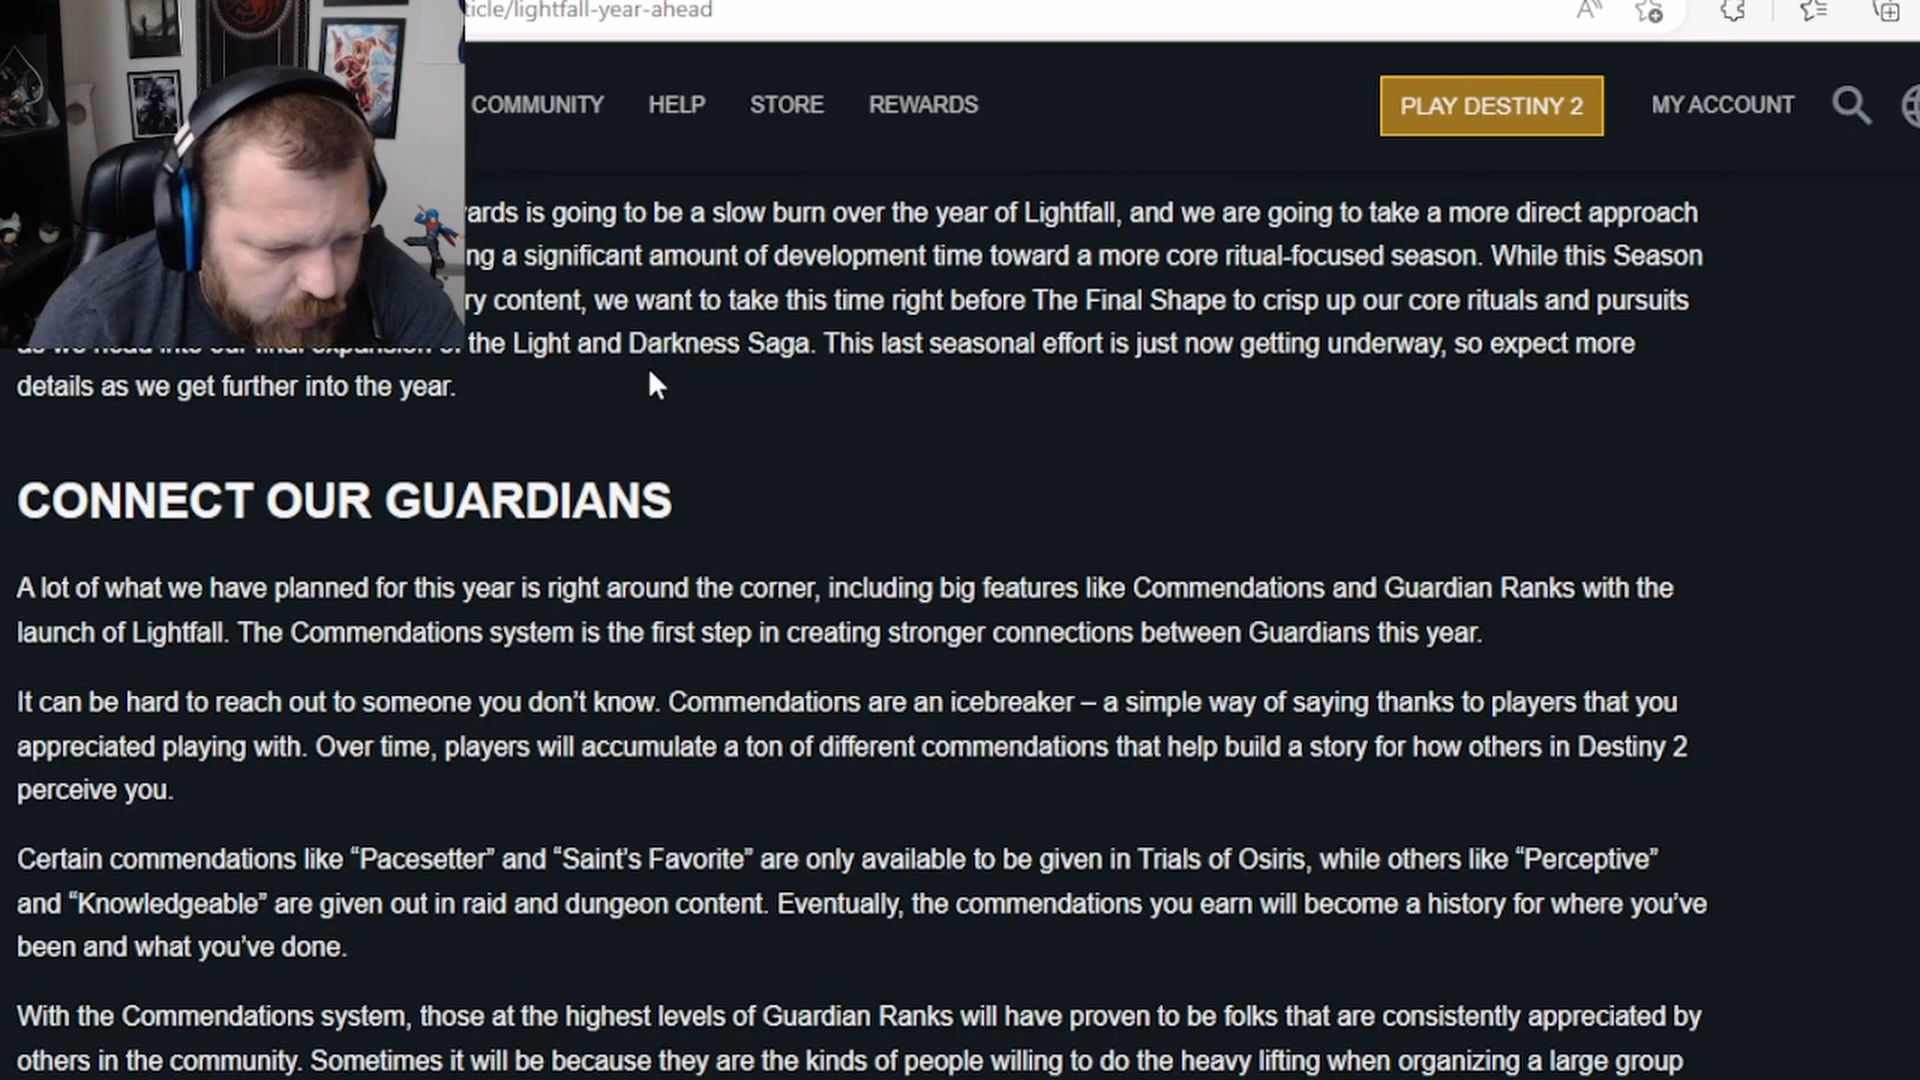 icle/lightfall-year-ahead
COMMUNITY HELP STORE REWARDS PLAY DESTINY 2 MY ACCOUNT
ards is going to be a slow burn over the year of Lightfall, and we are going to take a more direct approach
ng a significant amount of development time toward a more core ritual-focused season. While this Season
ry content, we want to take this time right before The Final Shape to crisp up our core rituals and pursuits
as we head into our final expansion of the Light and Darkness Saga. This last seasonal effort is just now getting underway, so expect more
details as we get further into the year.
CONNECT OUR GUARDIANS
A lot of what we have planned for this year is right around the corner, including big features like Commendations and Guardian Ranks with the
launch of Lightfall. The Commendations system is the first step in creating stronger connections between Guardians this year.
It can be hard to reach out to someone you don’t know. Commendations are an icebreaker – a simple way of saying thanks to players that you
appreciated playing with. Over time, players will accumulate a ton of different commendations that help build a story for how others in Destiny 2
perceive you.
Certain commendations like “Pacesetter” and “Saint’s Favorite” are only available to be given in Trials of Osiris, while others like “Perceptive”
and “Knowledgeable” are given out in raid and dungeon content. Eventually, the commendations you earn will become a history for where you’ve
been and what you’ve done.
With the Commendations system, those at the highest levels of Guardian Ranks will have proven to be folks that are consistently appreciated by
others in the community. Sometimes it will be because they are the kinds of people willing to do the heavy lifting when organizing a large group